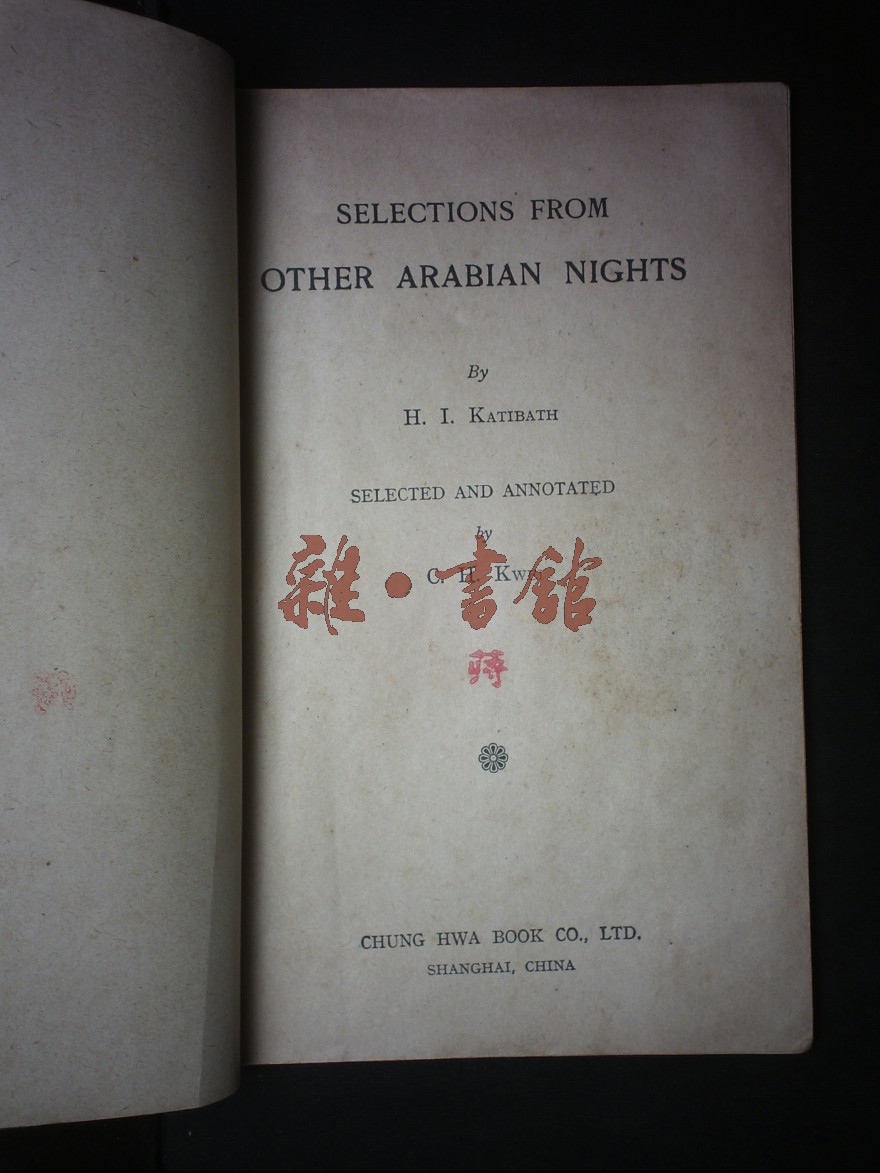 SELECTIONS FROM
OTHER ARABIAN NIGHTS
By
H. I. KATIBATH
SELECTED AND ANNOTATED
by
C. H.
雜·書館
蒋
CHUNG HWA BOOK CO., LTD.
SHANGHAI, CHINA